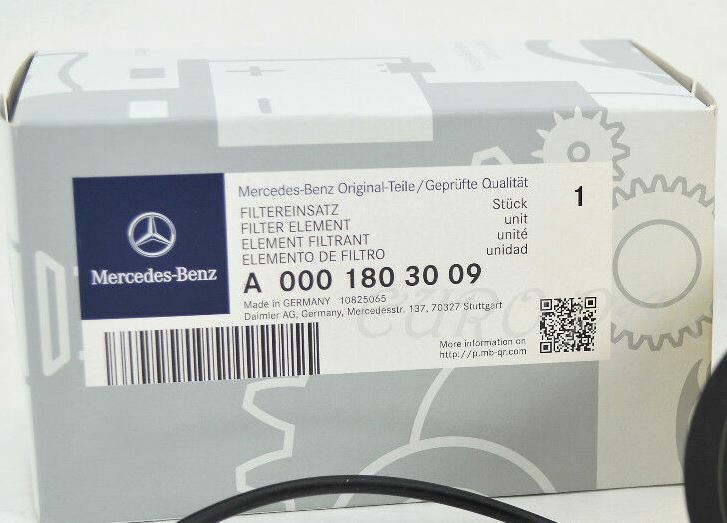 Mercedes-Benz Original-Teile/Geprüfte Qualität
FILTEREINSATZ Stück 1
FILTER ELEMENT unit
ELEMENT FILTRANT unité
ELEMENTO DE FILTRO unidad
Mercedes-Benz
A 000 180 30 09
Made in GERMANY 10825065
Daimler AG, Germany, Mercedesstr. 137, 70327 Stuttgart
EURO
More information on
http://p.mb-qr.com